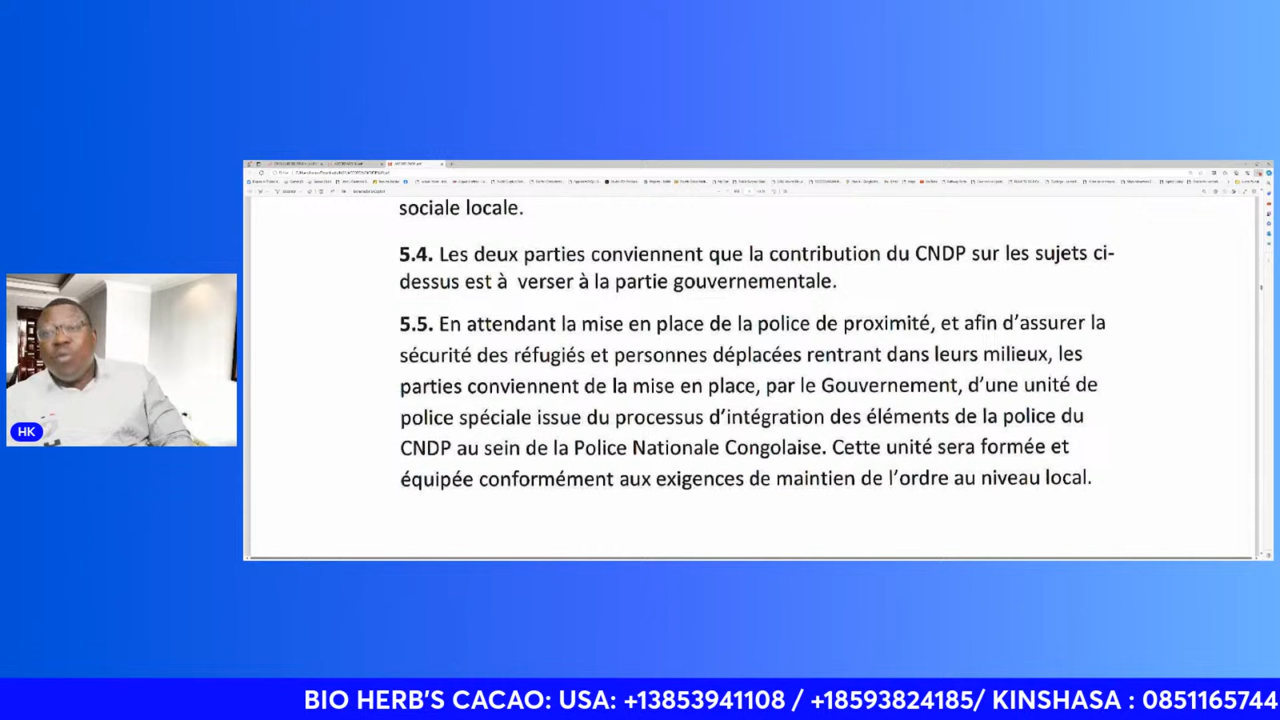 sociale locale.
5.4. Les deux parties conviennent que la contribution du CNDP sur les sujets ci-
dessus est à verser à la partie gouvernementale.
5.5. En attendant la mise en place de la police de proximité, et afin d'assurer la
sécurité des réfugiés et personnes déplacées rentrant dans leurs milieux, les
parties conviennent de la mise en place, par le Gouvernement, d'une unité de
police spéciale issue du processus d'intégration des éléments de la police du
CNDP au sein de la Police Nationale Congolaise. Cette unité sera formée et
équipée conformément aux exigences de maintien de l'ordre au niveau local.
HK
BIO HERB'S CACAO: USA: +13853941108 / +18593824185/ KINSHASA : 0851165744